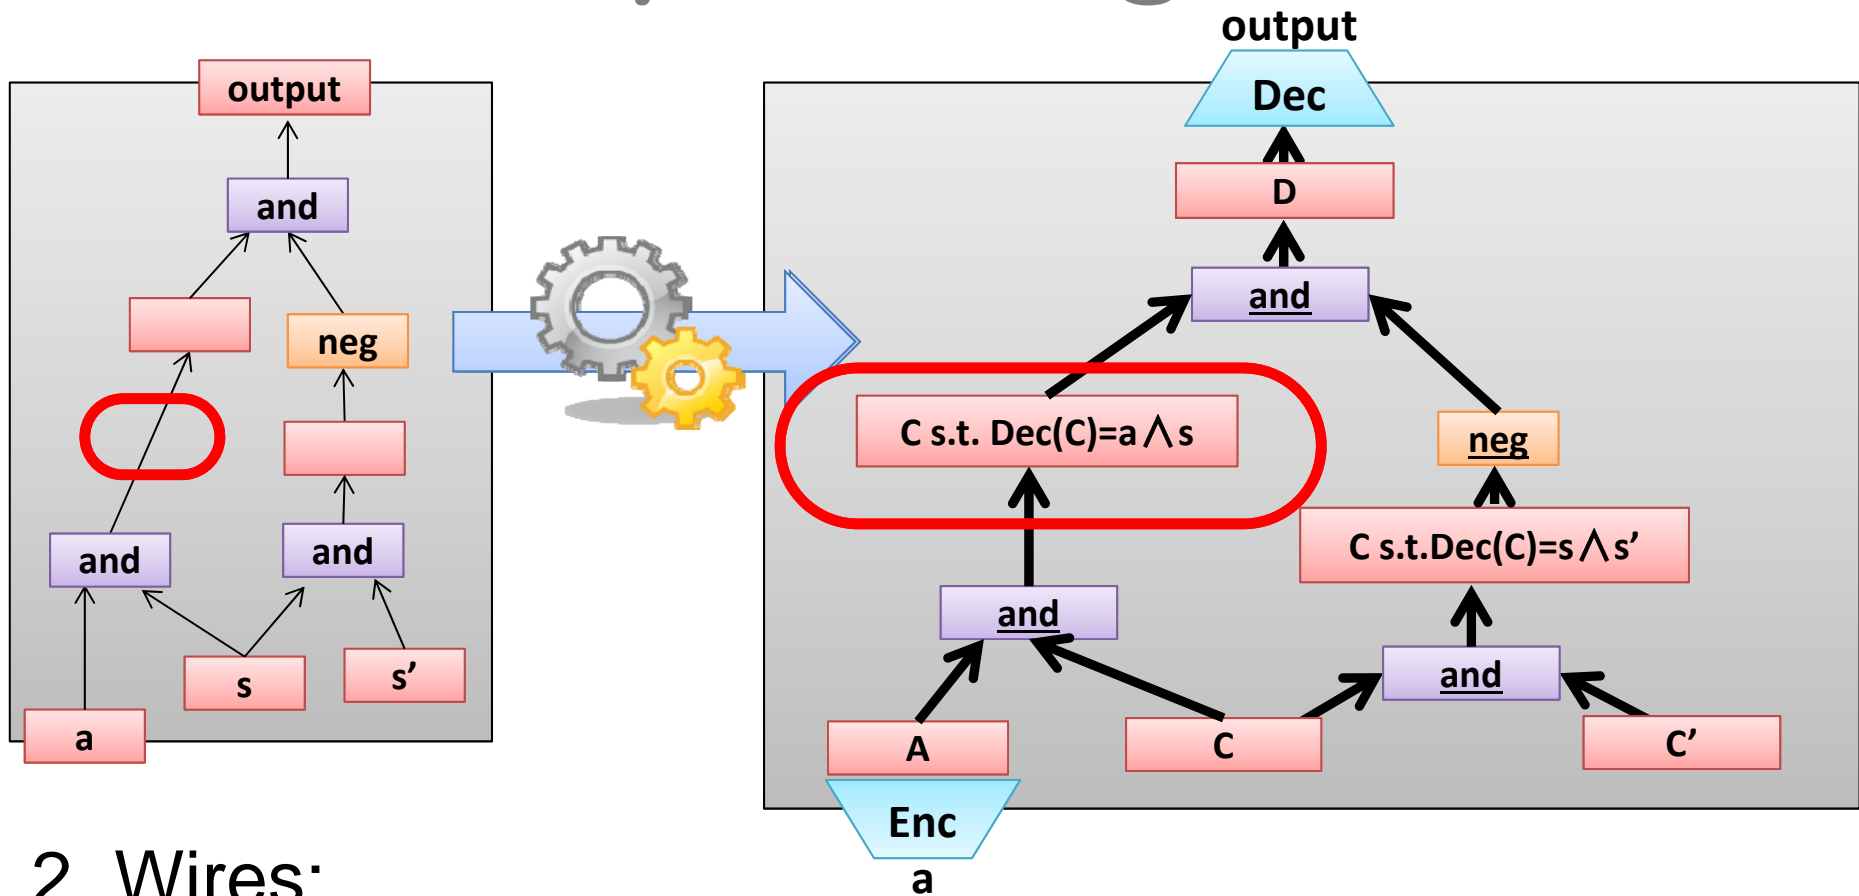 output
and
neg
and
and
s
s’
a
output
Dec
D
and
C s.t. Dec(C)=a⋀s
neg
C s.t.Dec(C)=s⋀s’
and
and
A
C
C’
Enc
a
2 Wires: